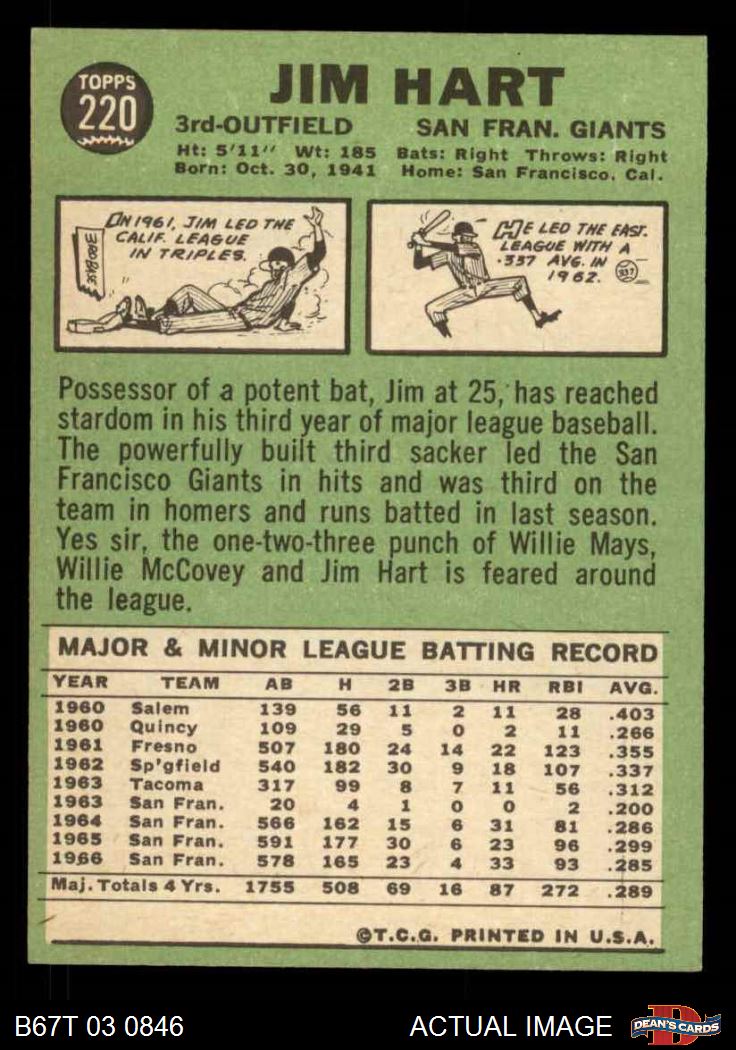 TOPPS
220
JIM HART
3rd-OUTFIELD SAN FRAN. GIANTS
Ht: 5'11" Wt: 185 Bats: Right Throws: Right
Born: Oct. 30, 1941 Home: San Francisco, Cal.
IN 1961, JIM LED THE
CALIF. LEAGUE
IN TRIPLES.
3RD BASE
HE LED THE EAST.
LEAGUE WITH A
.337 AVG. IN
1962.
337
Possessor of a potent bat, Jim at 25, has reached
stardom in his third year of major league baseball.
The powerfully built third sacker led the San
Francisco Giants in hits and was third on the
team in homers and runs batted in last season.
Yes sir, the one-two-three punch of Willie Mays,
Willie McCovey and Jim Hart is feared around
the league.
MAJOR & MINOR LEAGUE BATTING RECORD
YEAR TEAM AB H 2B 3B HR RBI AVG.
1960 Salem 139 56 11 2 11 28 .403
1960 Quincy 109 29 5 0 2 11 .266
1961 Fresno 507 180 24 14 22 123 .355
1962 Sp'gfield 540 182 30 9 18 107 .337
1963 Tacoma 317 99 8 7 11 56 .312
1963 San Fran. 20 4 1 0 0 2 .200
1964 San Fran. 566 162 15 6 31 81 .286
1965 San Fran. 591 177 30 6 23 96 .299
1966 San Fran. 578 165 23 4 33 93 .285
Maj. Totals 4 Yrs. 1755 508 69 16 87 272 .289
©T.C.G. PRINTED IN U.S.A.
B67T 03 0846 ACTUAL IMAGE
DEAN'S CARDS